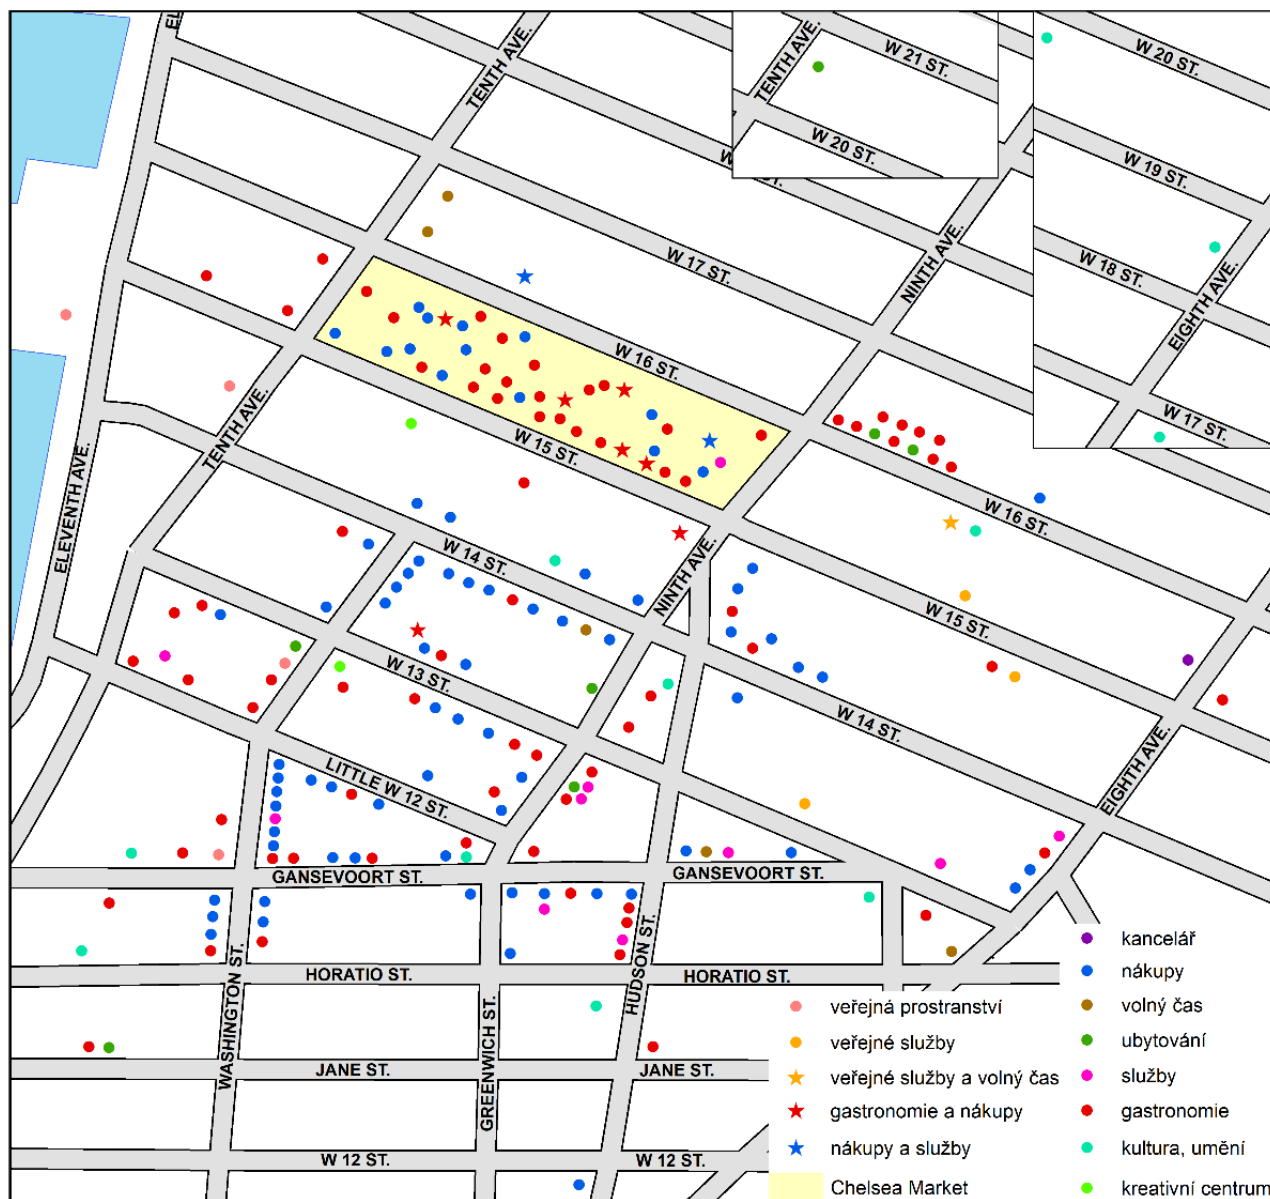 EL
TENTH AVE.
TENTH AVE.
W 21 ST.
W 20 ST.
W 20 ST.
W
ST.
W 19 ST.
W 18 ST.
W 17 ST.
NINTH AVE.
EIGHTH AVE.
W 17 ST.
W 16 ST.
TENTH AVE.
W 15 ST.
ELEVENTH AVE.
W 16 ST.
W 14 ST.
NINTH AVE.
W 15 ST.
W 13 ST.
W 14 ST.
EIGHTH AVE.
LITTLE W 12 ST.
GANSEVOORT ST.
GANSEVOORT ST.
WASHINGTON ST.
HUDSON ST.
HORATIO ST.
HORATIO ST.
GREENWICH ST.
JANE ST.
JANE ST.
W 12 ST.
W 12 ST.
veřejná prostranství
veřejné služby
veřejné služby a volný čas
gastronomie a nákupy
nákupy a služby
Chelsea Market
kancelář
nákupy
volný čas
ubytování
služby
gastronomie
kultura, umění
kreativní centrum